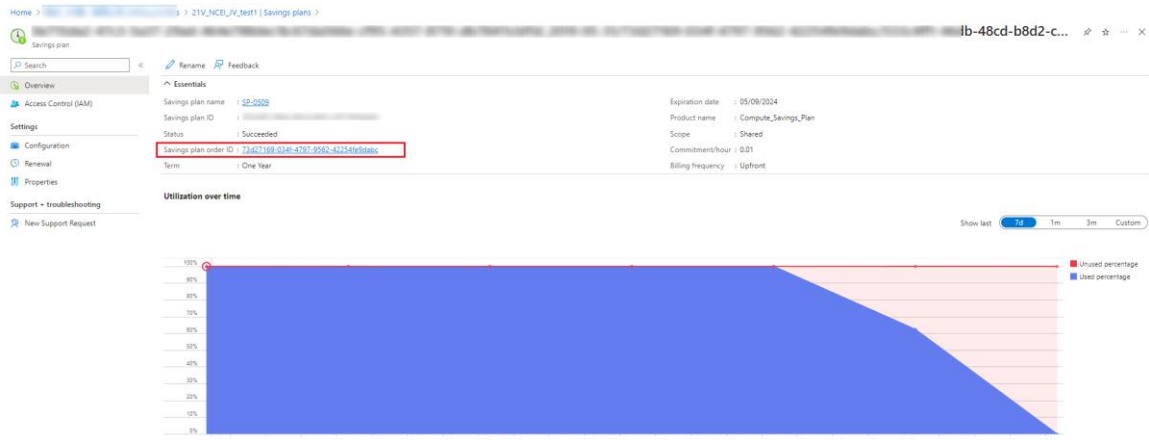 Home > s > 21V_NCEI_JV_test1 | Savings plans >
db-48cd-b8d2-c...
Savings plan
Search
Rename Feedback
Overview
Access Control (IAM)
Settings
Configuration
Renewal
Properties
Support + troubleshooting
New Support Request
Essentials
Savings plan name : SP-0509
Savings plan ID :
Status : Succeeded
Savings plan order ID : 73d27169-034f-4797-9562-42254fe9dabc
Term : One Year
Expiration date : 05/09/2024
Product name : Compute_Savings_Plan
Scope : Shared
Commitment/hour : 0.01
Billing frequency : Upfront
Utilization over time
Show last 7d 1m 3m Custom
100%
90%
80%
70%
60%
50%
40%
30%
20%
10%
0%
Unused percentage
Used percentage